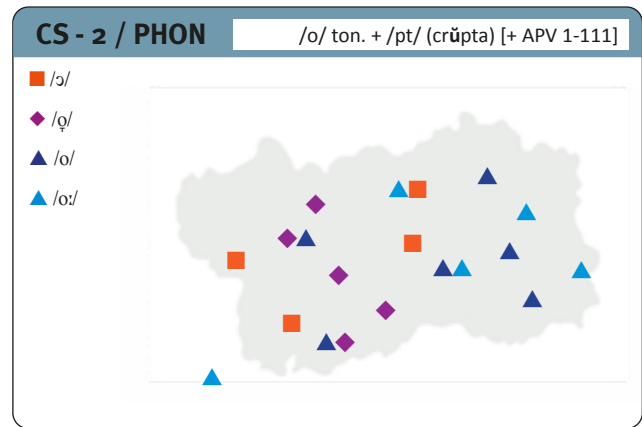 CS - 2 / PHON
/o/ ton. + /pt/ (crŭpta) [+ APV 1-111]
/ɔ/
/o̞/
/o/
/oː/